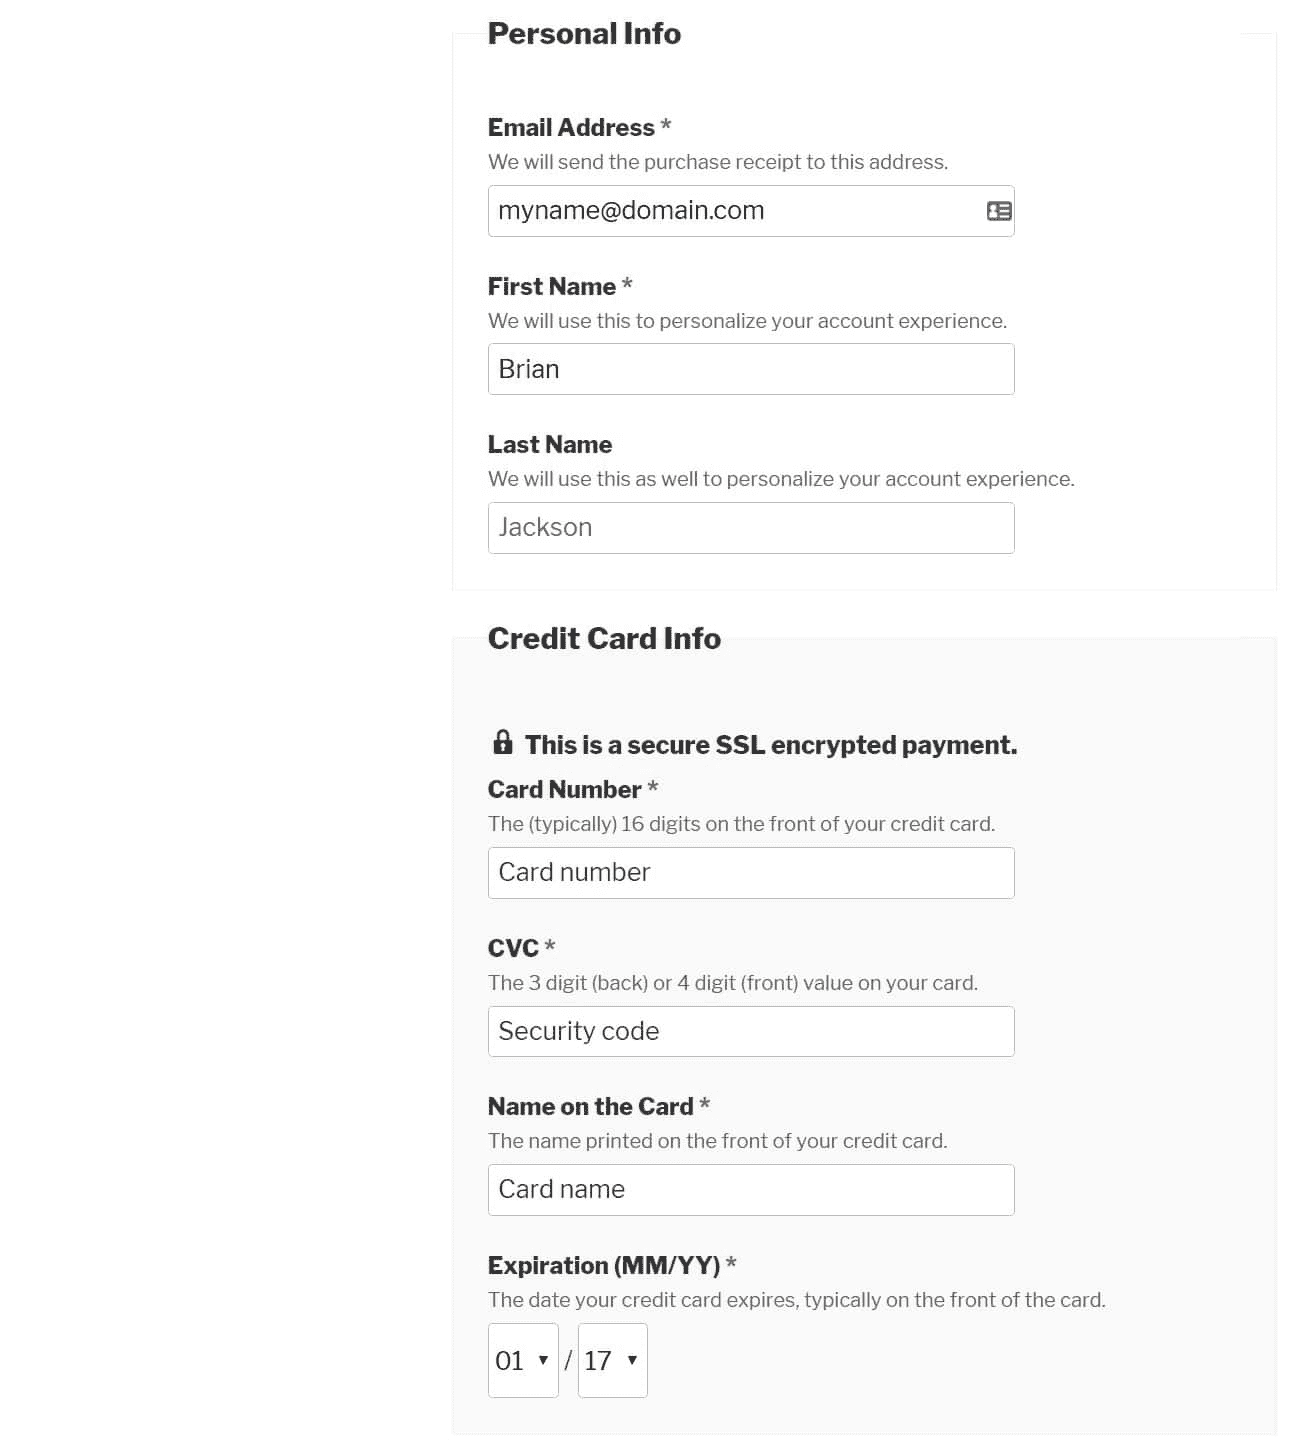 Personal Info
Email Address *
We will send the purchase receipt to this address.
myname@domain.com
First Name *
We will use this to personalize your account experience.
Brian
Last Name
We will use this as well to personalize your account experience.
Jackson
Credit Card Info
This is a secure SSL encrypted payment.
Card Number *
The (typically) 16 digits on the front of your credit card.
Card number
CVC *
The 3 digit (back) or 4 digit (front) value on your card.
Security code
Name on the Card *
The name printed on the front of your credit card.
Card name
Expiration (MM/YY) *
The date your credit card expires, typically on the front of the card.
01 / 17